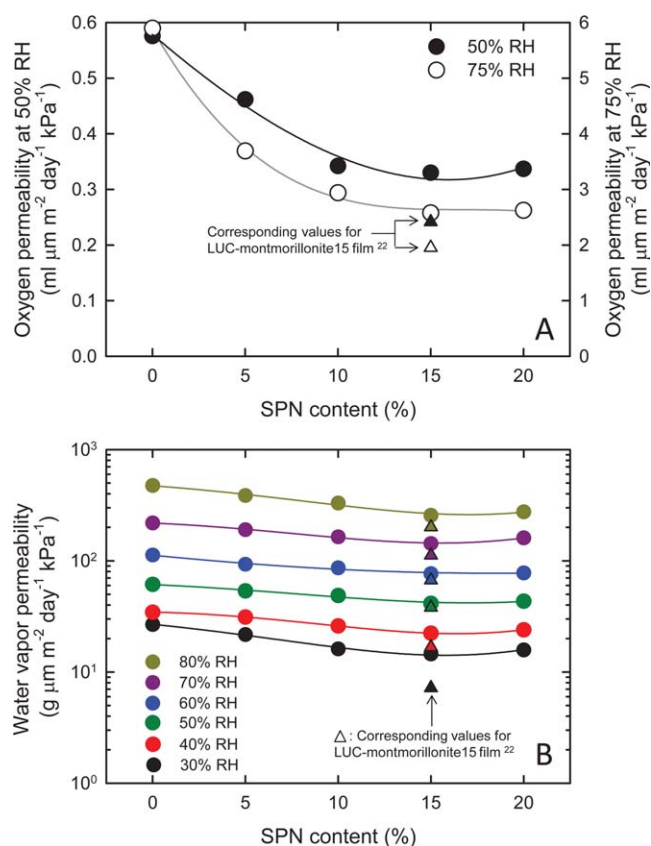 Oxygen permeability at 50% RH
(ml μm m⁻² day⁻¹ kPa⁻¹)
0.6
0.5
0.4
0.3
0.2
0.1
0.0
50% RH
75% RH
Corresponding values for
LUC-montmorillonite15 film ²²
A
6
5
4
3
2
1
0
Oxygen permeability at 75% RH
(ml μm m⁻² day⁻¹ kPa⁻¹)
0
5
10
15
20
SPN content (%)
Water vapor permeability
(g μm m⁻² day⁻¹ kPa⁻¹)
10³
10²
10¹
10⁰
80% RH
70% RH
60% RH
50% RH
40% RH
30% RH
△ : Corresponding values for
LUC-montmorillonite15 film ²²
B
0
5
10
15
20
SPN content (%)